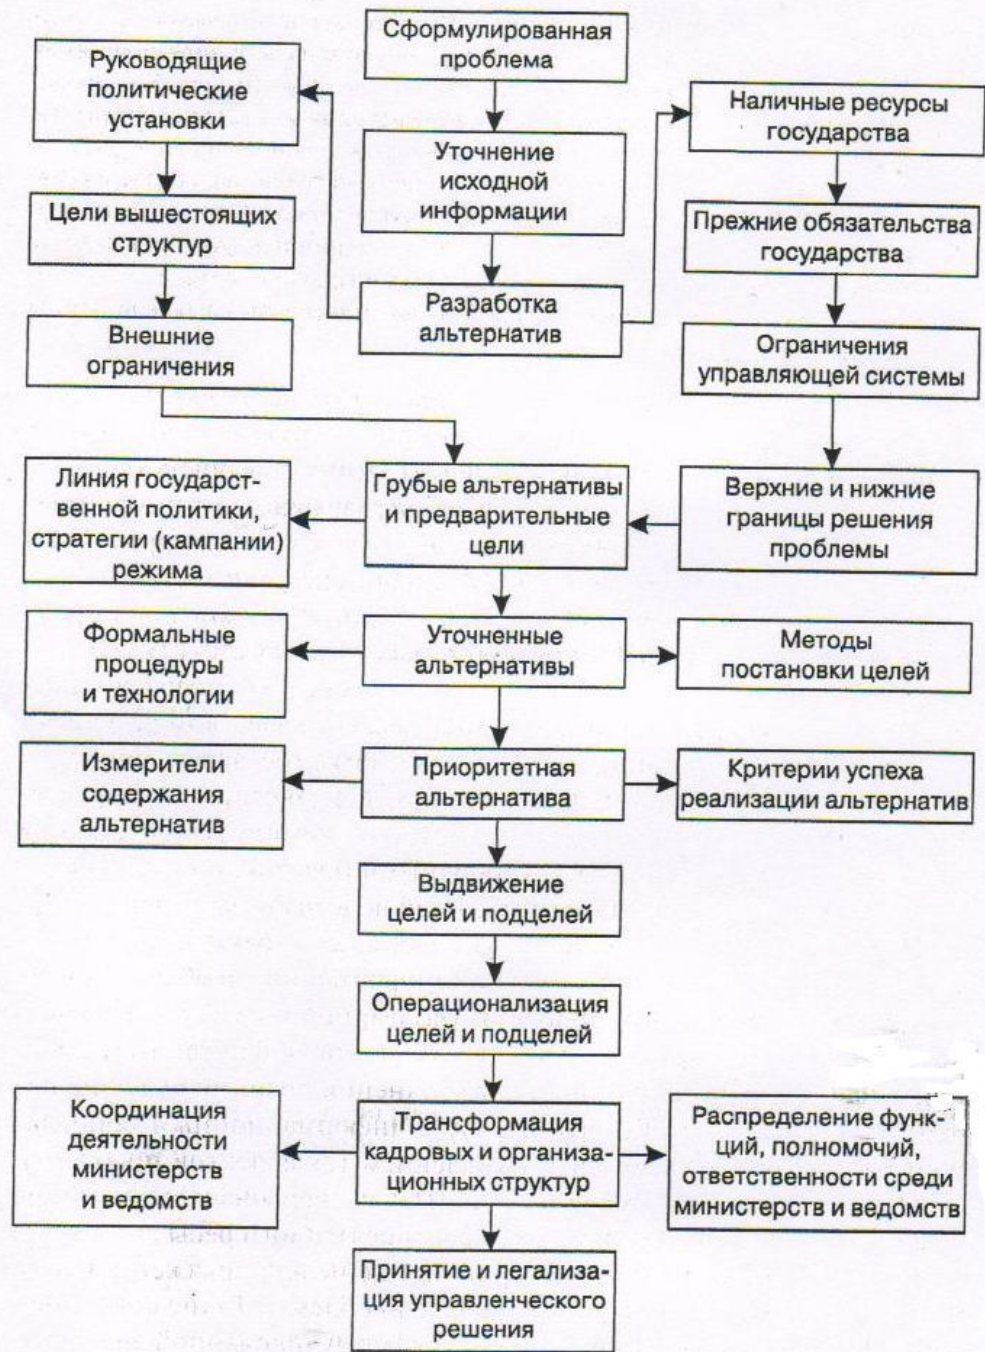 Сформулированная
проблема
Руководящие
политические
установки
Наличные ресурсы
государства
Уточнение
исходной
информации
Цели вышестоящих
структур
Прежние обязательства
государства
Разработка
альтернатив
Внешние
ограничения
Ограничения
управляющей системы
Линия государст-
венной политики,
стратегии (кампании)
режима
Грубые альтернативы
и предварительные
цели
Верхние и нижние
границы решения
проблемы
Формальные
процедуры
и технологии
Уточненные
альтернативы
Методы
постановки целей
Измерители
содержания
альтернатив
Приоритетная
альтернатива
Критерии успеха
реализации альтернатив
Выдвижение
целей и подцелей
Операционализация
целей и подцелей
Координация
деятельности
министерств
и ведомств
Трансформация
кадровых и организа-
ционных структур
Распределение функ-
ций, полномочий,
ответственности среди
министерств и ведомств
Принятие и легализа-
ция управленческого
решения